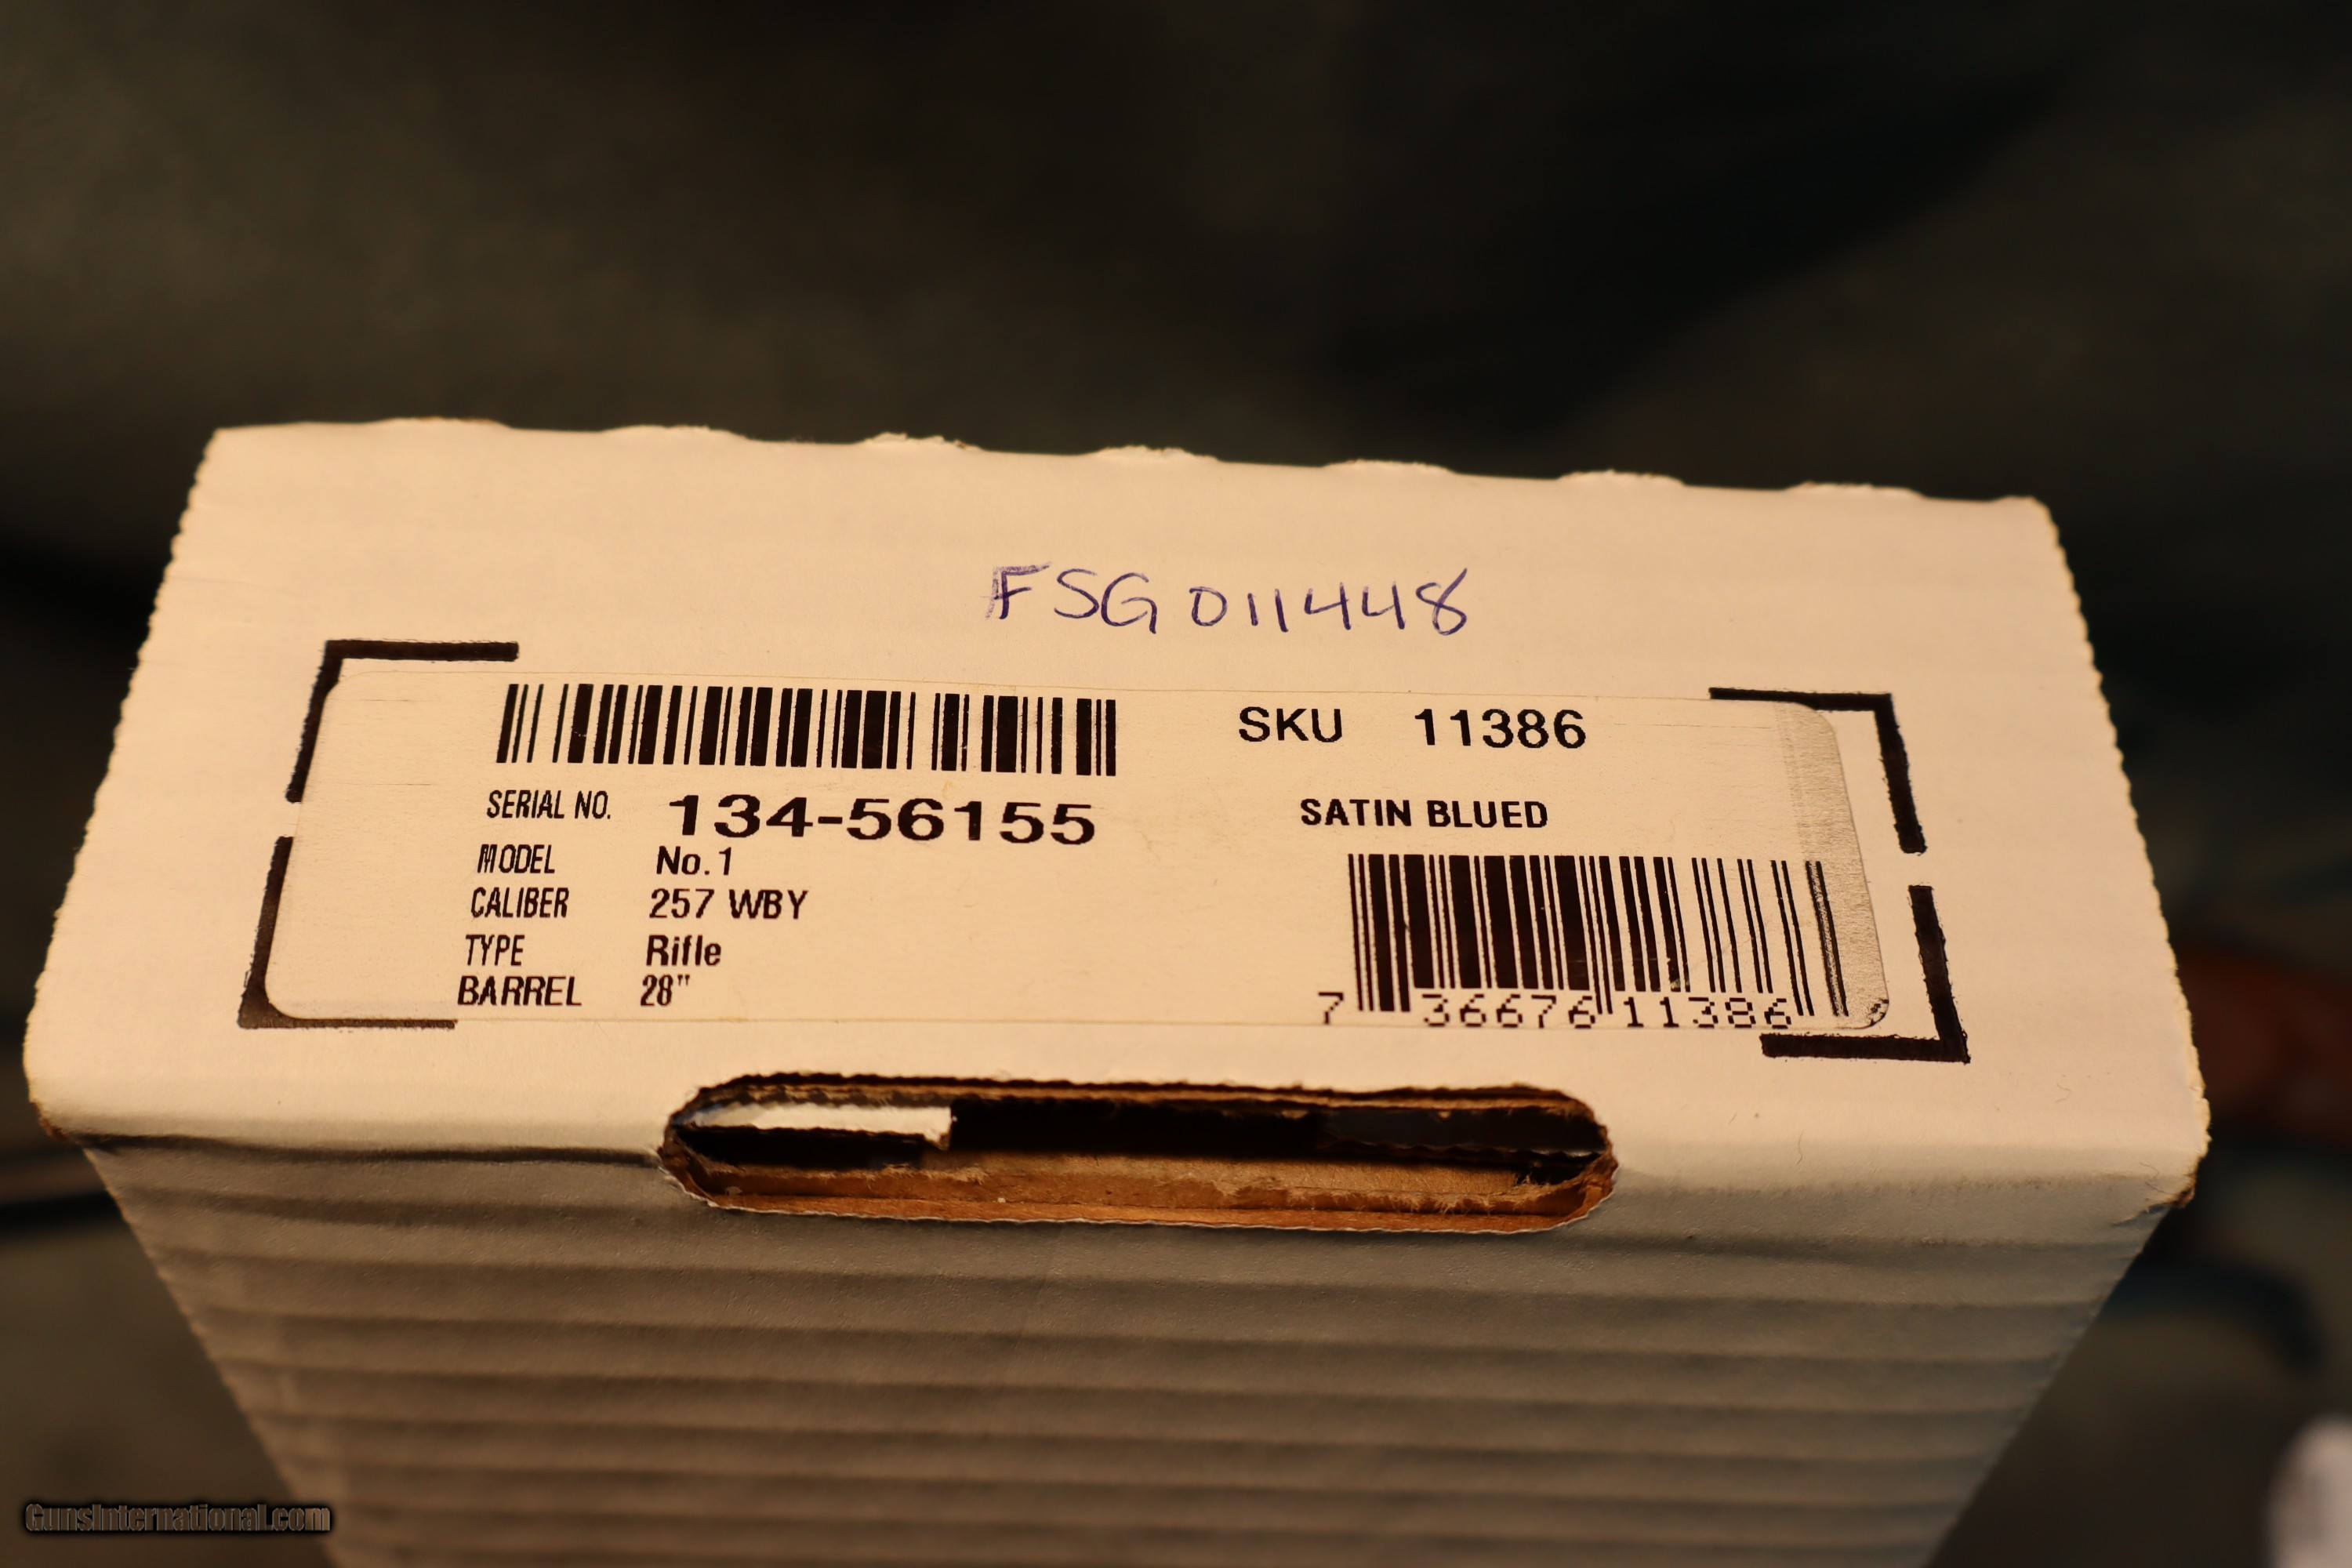 FSG011448
SKU 11386
SERIAL NO. 134-56155
SATIN BLUED
MODEL No.1
CALIBER 257 WBY
TYPE Rifle
BARREL 28"
7 36676 11386
GunsInternational.com